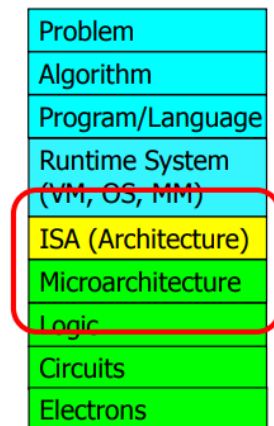 Problem
Algorithm
Program/Language
Runtime System
(VM, OS, MM)
ISA (Architecture)
Microarchitecture
Logic
Circuits
Electrons